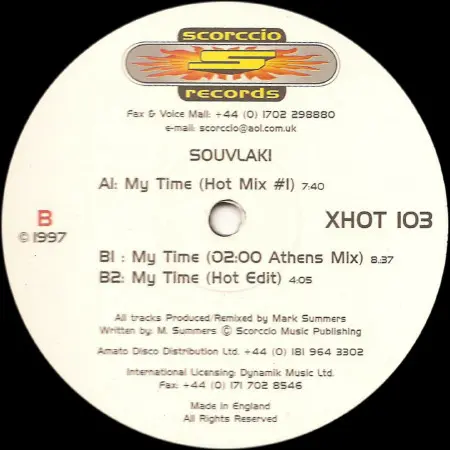 scorccio
S
records
Fax & Voice Mail: +44 (0) 1702 298880
e-mail: scorccio@aol.com.uk
SOUVLAKI
A1: My Time (Hot Mix #1) 7:40
B
XHOT 103
© 1997
B1 : My Time (02:00 Athens Mix) 8.37
B2: My Time (Hot Edit) 4:05
All tracks Produced/Remixed by Mark Summers
Written by: M. Summers © Scorccio Music Publishing
Amato Disco Distribution Ltd. +44 (0) 181 964 3302
International Licensing: Dynamik Music Ltd.
Fax: +44 (0) 171 702 8546
Made in England
All Rights Reserved